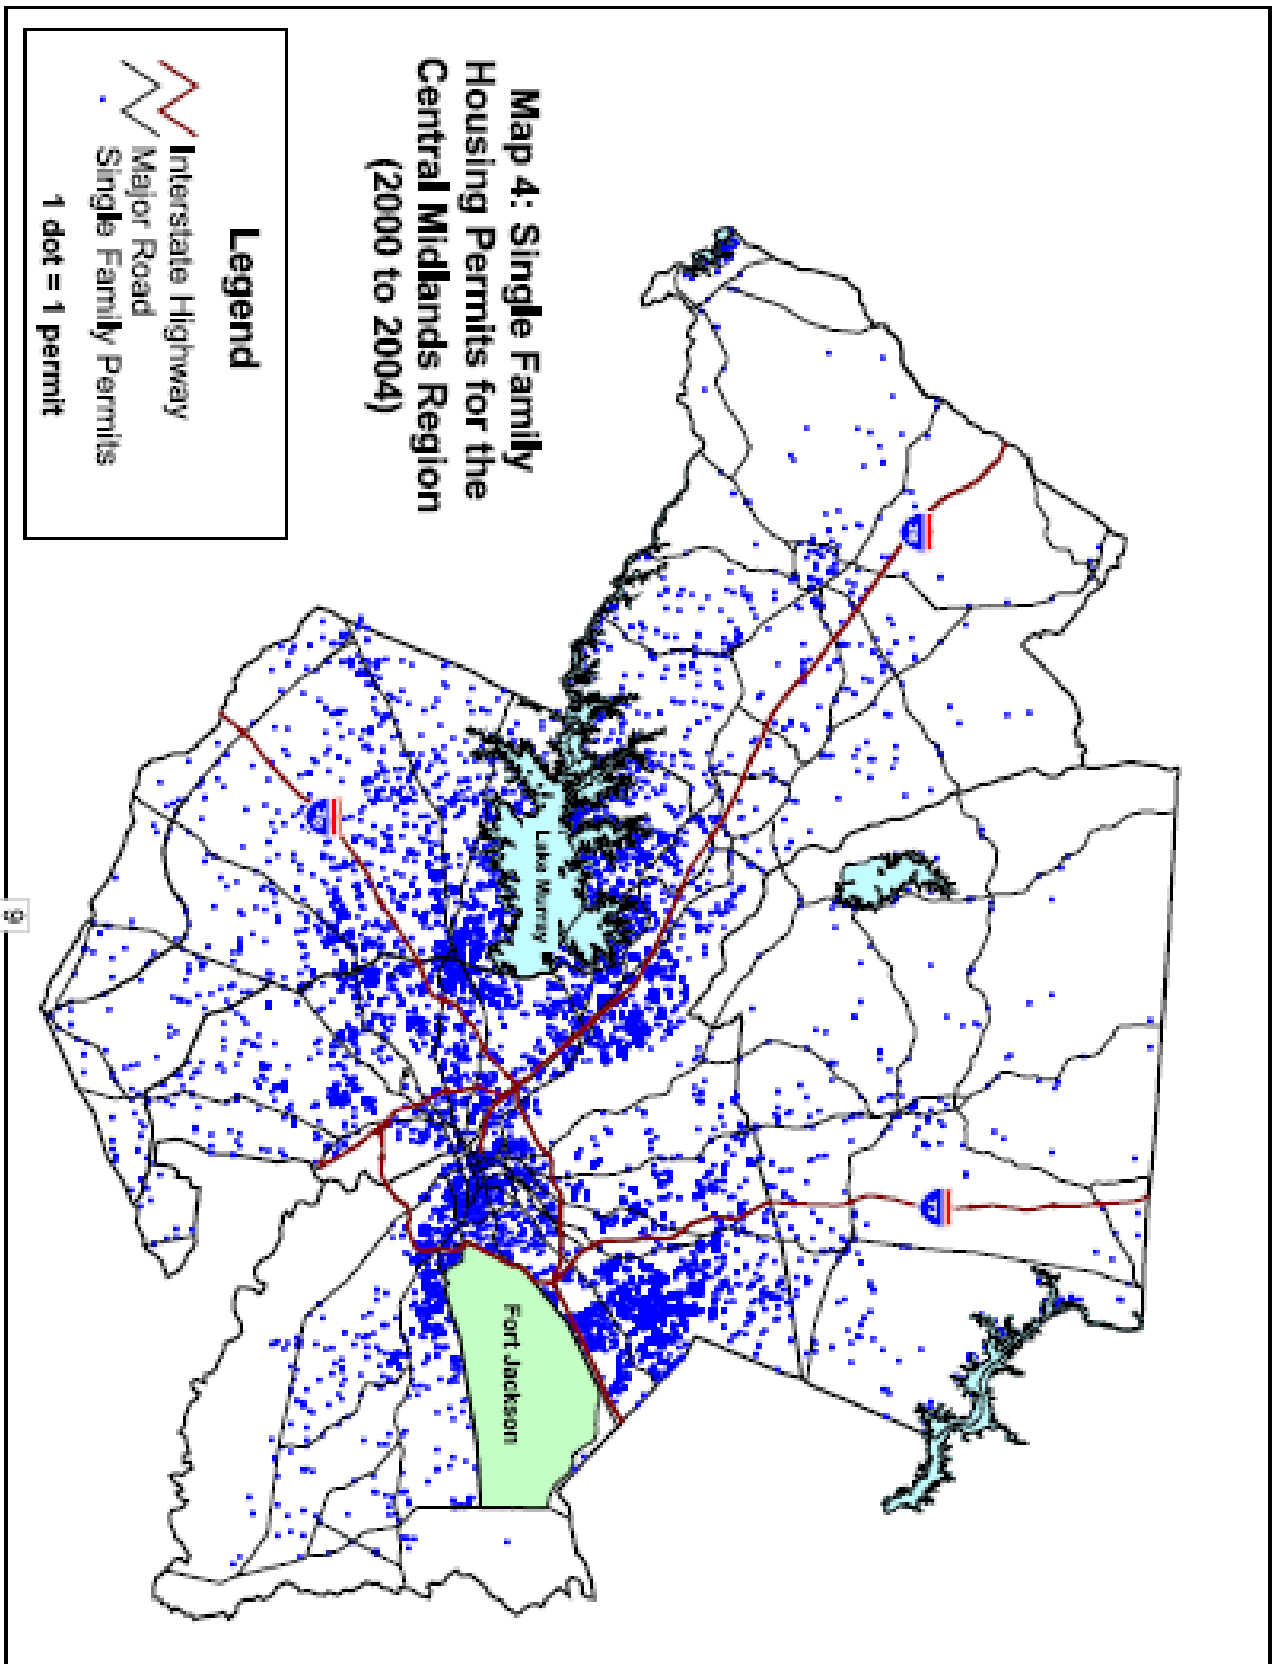 Map 4: Single Family
Housing Permits for the
Central Midlands Region
(2000 to 2004)
Legend
Interstate Highway
Major Road
Single Family Permits
1 dot = 1 permit
Lake Murray
Fort Jackson
9